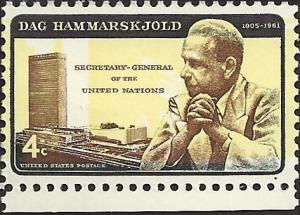 DAG HAMMARSKJOLD
1905-1961
SECRETARY-GENERAL
OF THE
UNITED NATIONS
4c
UNITED STATES POSTAGE